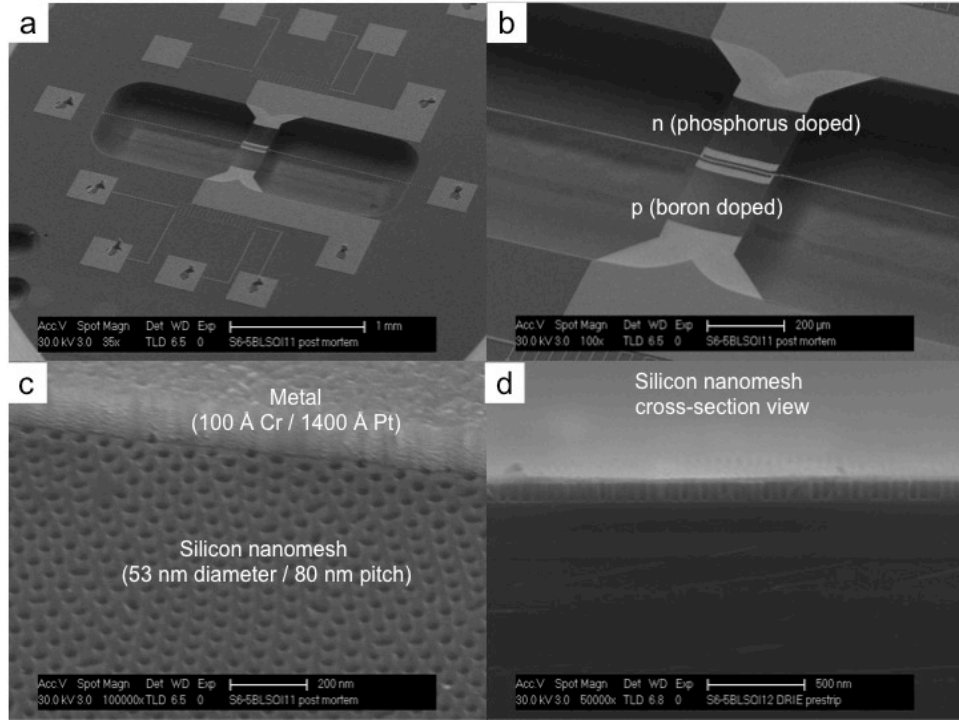 a
Acc.V Spot Magn Det WD Exp 1 mm
30.0 kV 3.0 35x TLD 6.5 0 S6-5BLSOI11 post mortem
b
n (phosphorus doped)
p (boron doped)
Acc.V Spot Magn Det WD Exp 200 µm
30.0 kV 3.0 100x TLD 6.5 0 S6-5BLSOI11 post mortem
c
Metal
(100 Å Cr / 1400 Å Pt)
Silicon nanomesh
(53 nm diameter / 80 nm pitch)
Acc.V Spot Magn Det WD Exp 200 nm
30.0 kV 3.0 100000x TLD 6.5 0 S6-5BLSOI11 post mortem
d
Silicon nanomesh
cross-section view
Acc.V Spot Magn Det WD Exp 500 nm
30.0 kV 3.0 50000x TLD 6.8 0 S6-5BLSOI12 DRIE prestrip